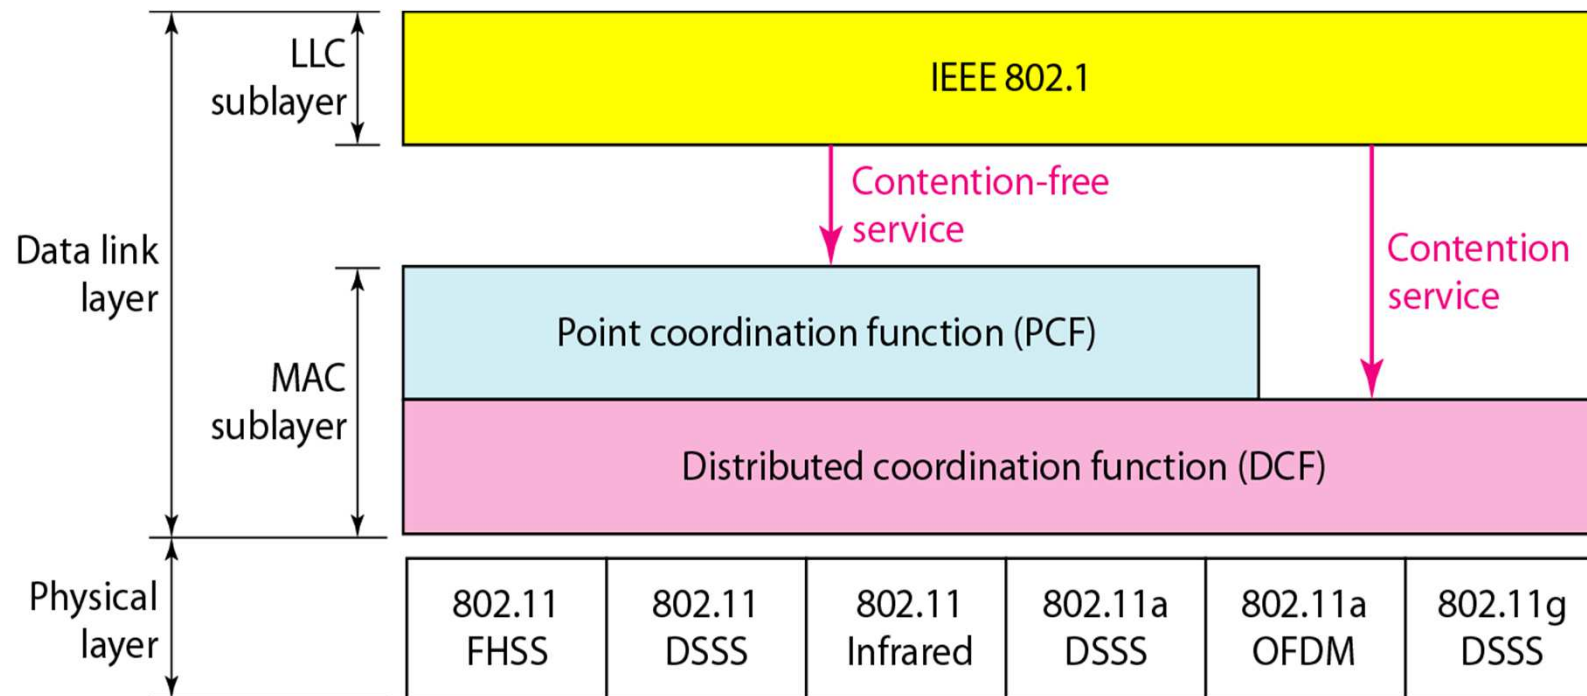 LLC
sublayer
IEEE 802.1
Contention-free
service
Contention
service
Data link
layer
Point coordination function (PCF)
MAC
sublayer
Distributed coordination function (DCF)
Physical
layer
802.11
FHSS
802.11
DSSS
802.11
Infrared
802.11a
DSSS
802.11a
OFDM
802.11g
DSSS